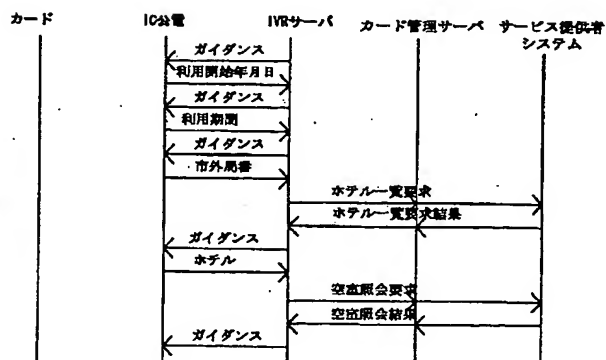 カード
IC公電
IVRサーバ
カード管理サーバ
サービス提供者
システム
ガイダンス
利用開始年月日
ガイダンス
利用期間
ガイダンス
市外局番
ホテル一覧要求
ホテル一覧要求結果
ガイダンス
ホテル
空室照会要求
空室照会結果
ガイダンス